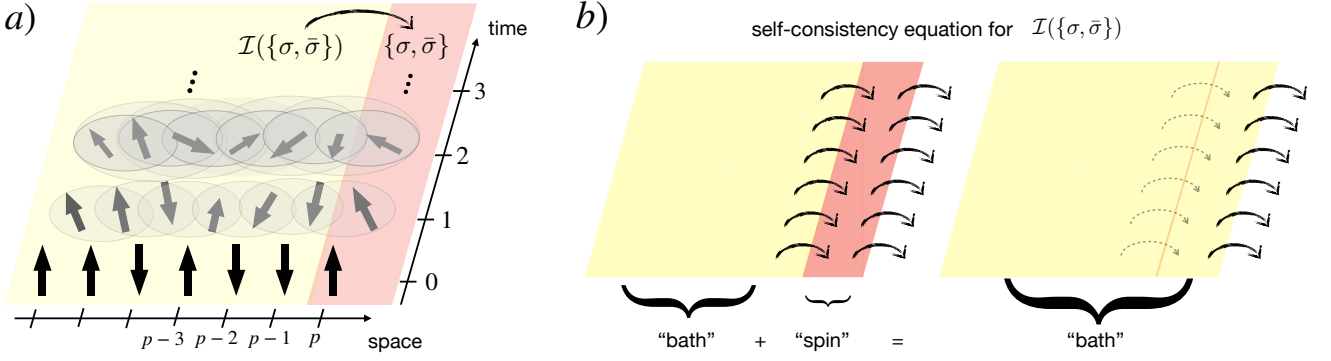 a)
ℐ({σ, σ̄})
{σ, σ̄}
time
3
2
1
0
p − 3
p − 2
p − 1
p
space
b)
self-consistency equation for ℐ({σ, σ̄})
“bath” + “spin” = “bath”